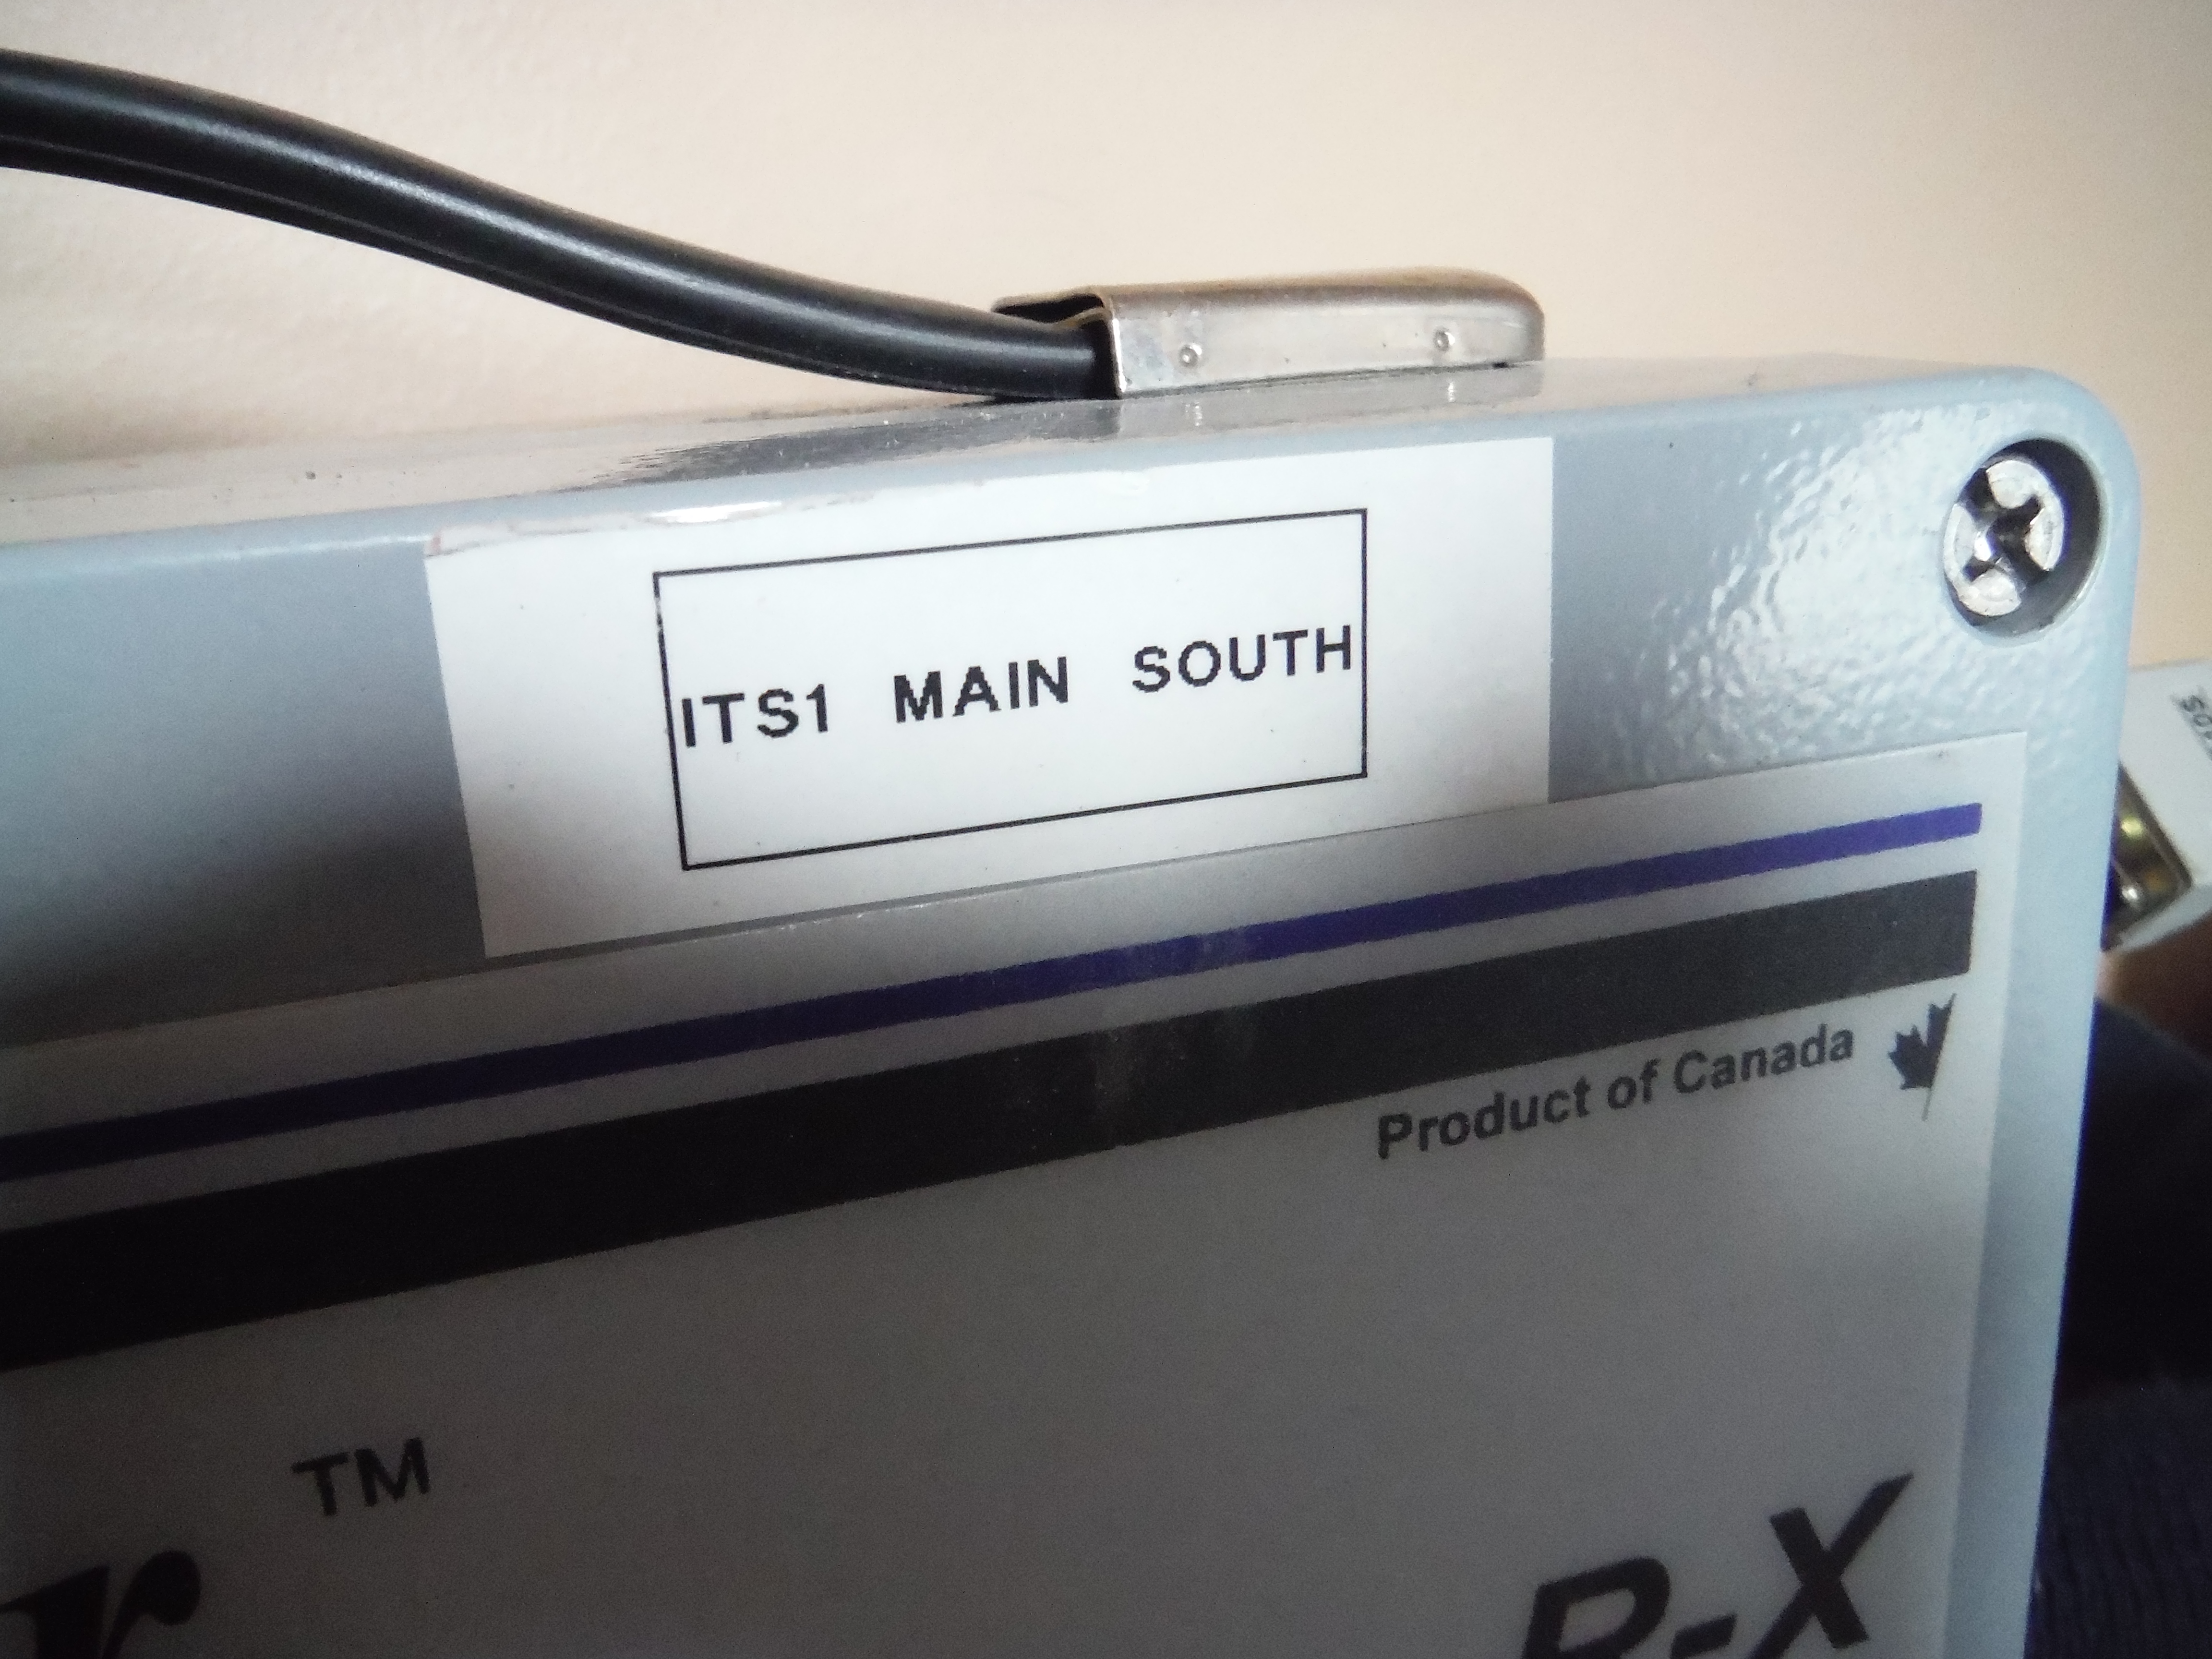 ITS1 MAIN SOUTH
Product of Canada
TM
R-X